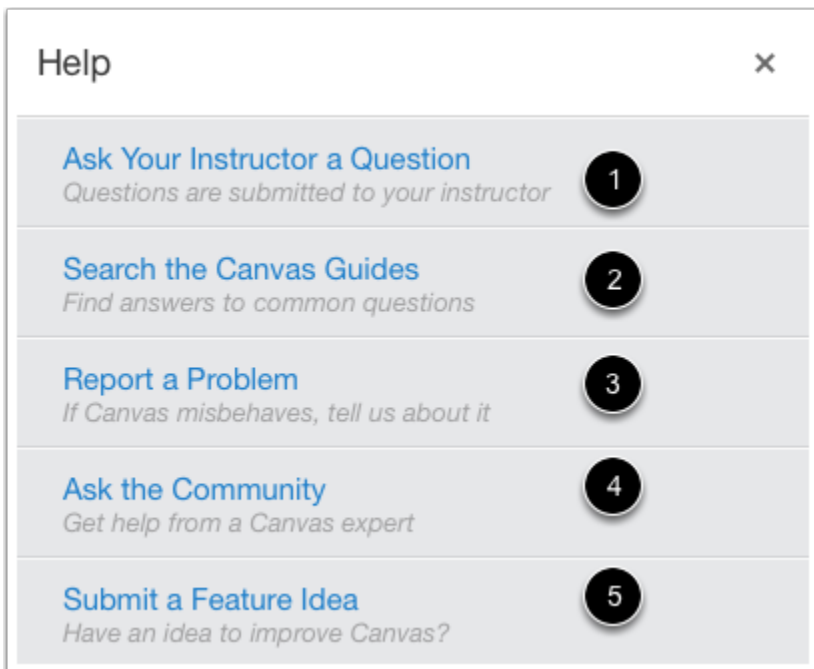 Help ×
Ask Your Instructor a Question
Questions are submitted to your instructor
1
Search the Canvas Guides
Find answers to common questions
2
Report a Problem
If Canvas misbehaves, tell us about it
3
Ask the Community
Get help from a Canvas expert
4
Submit a Feature Idea
Have an idea to improve Canvas?
5